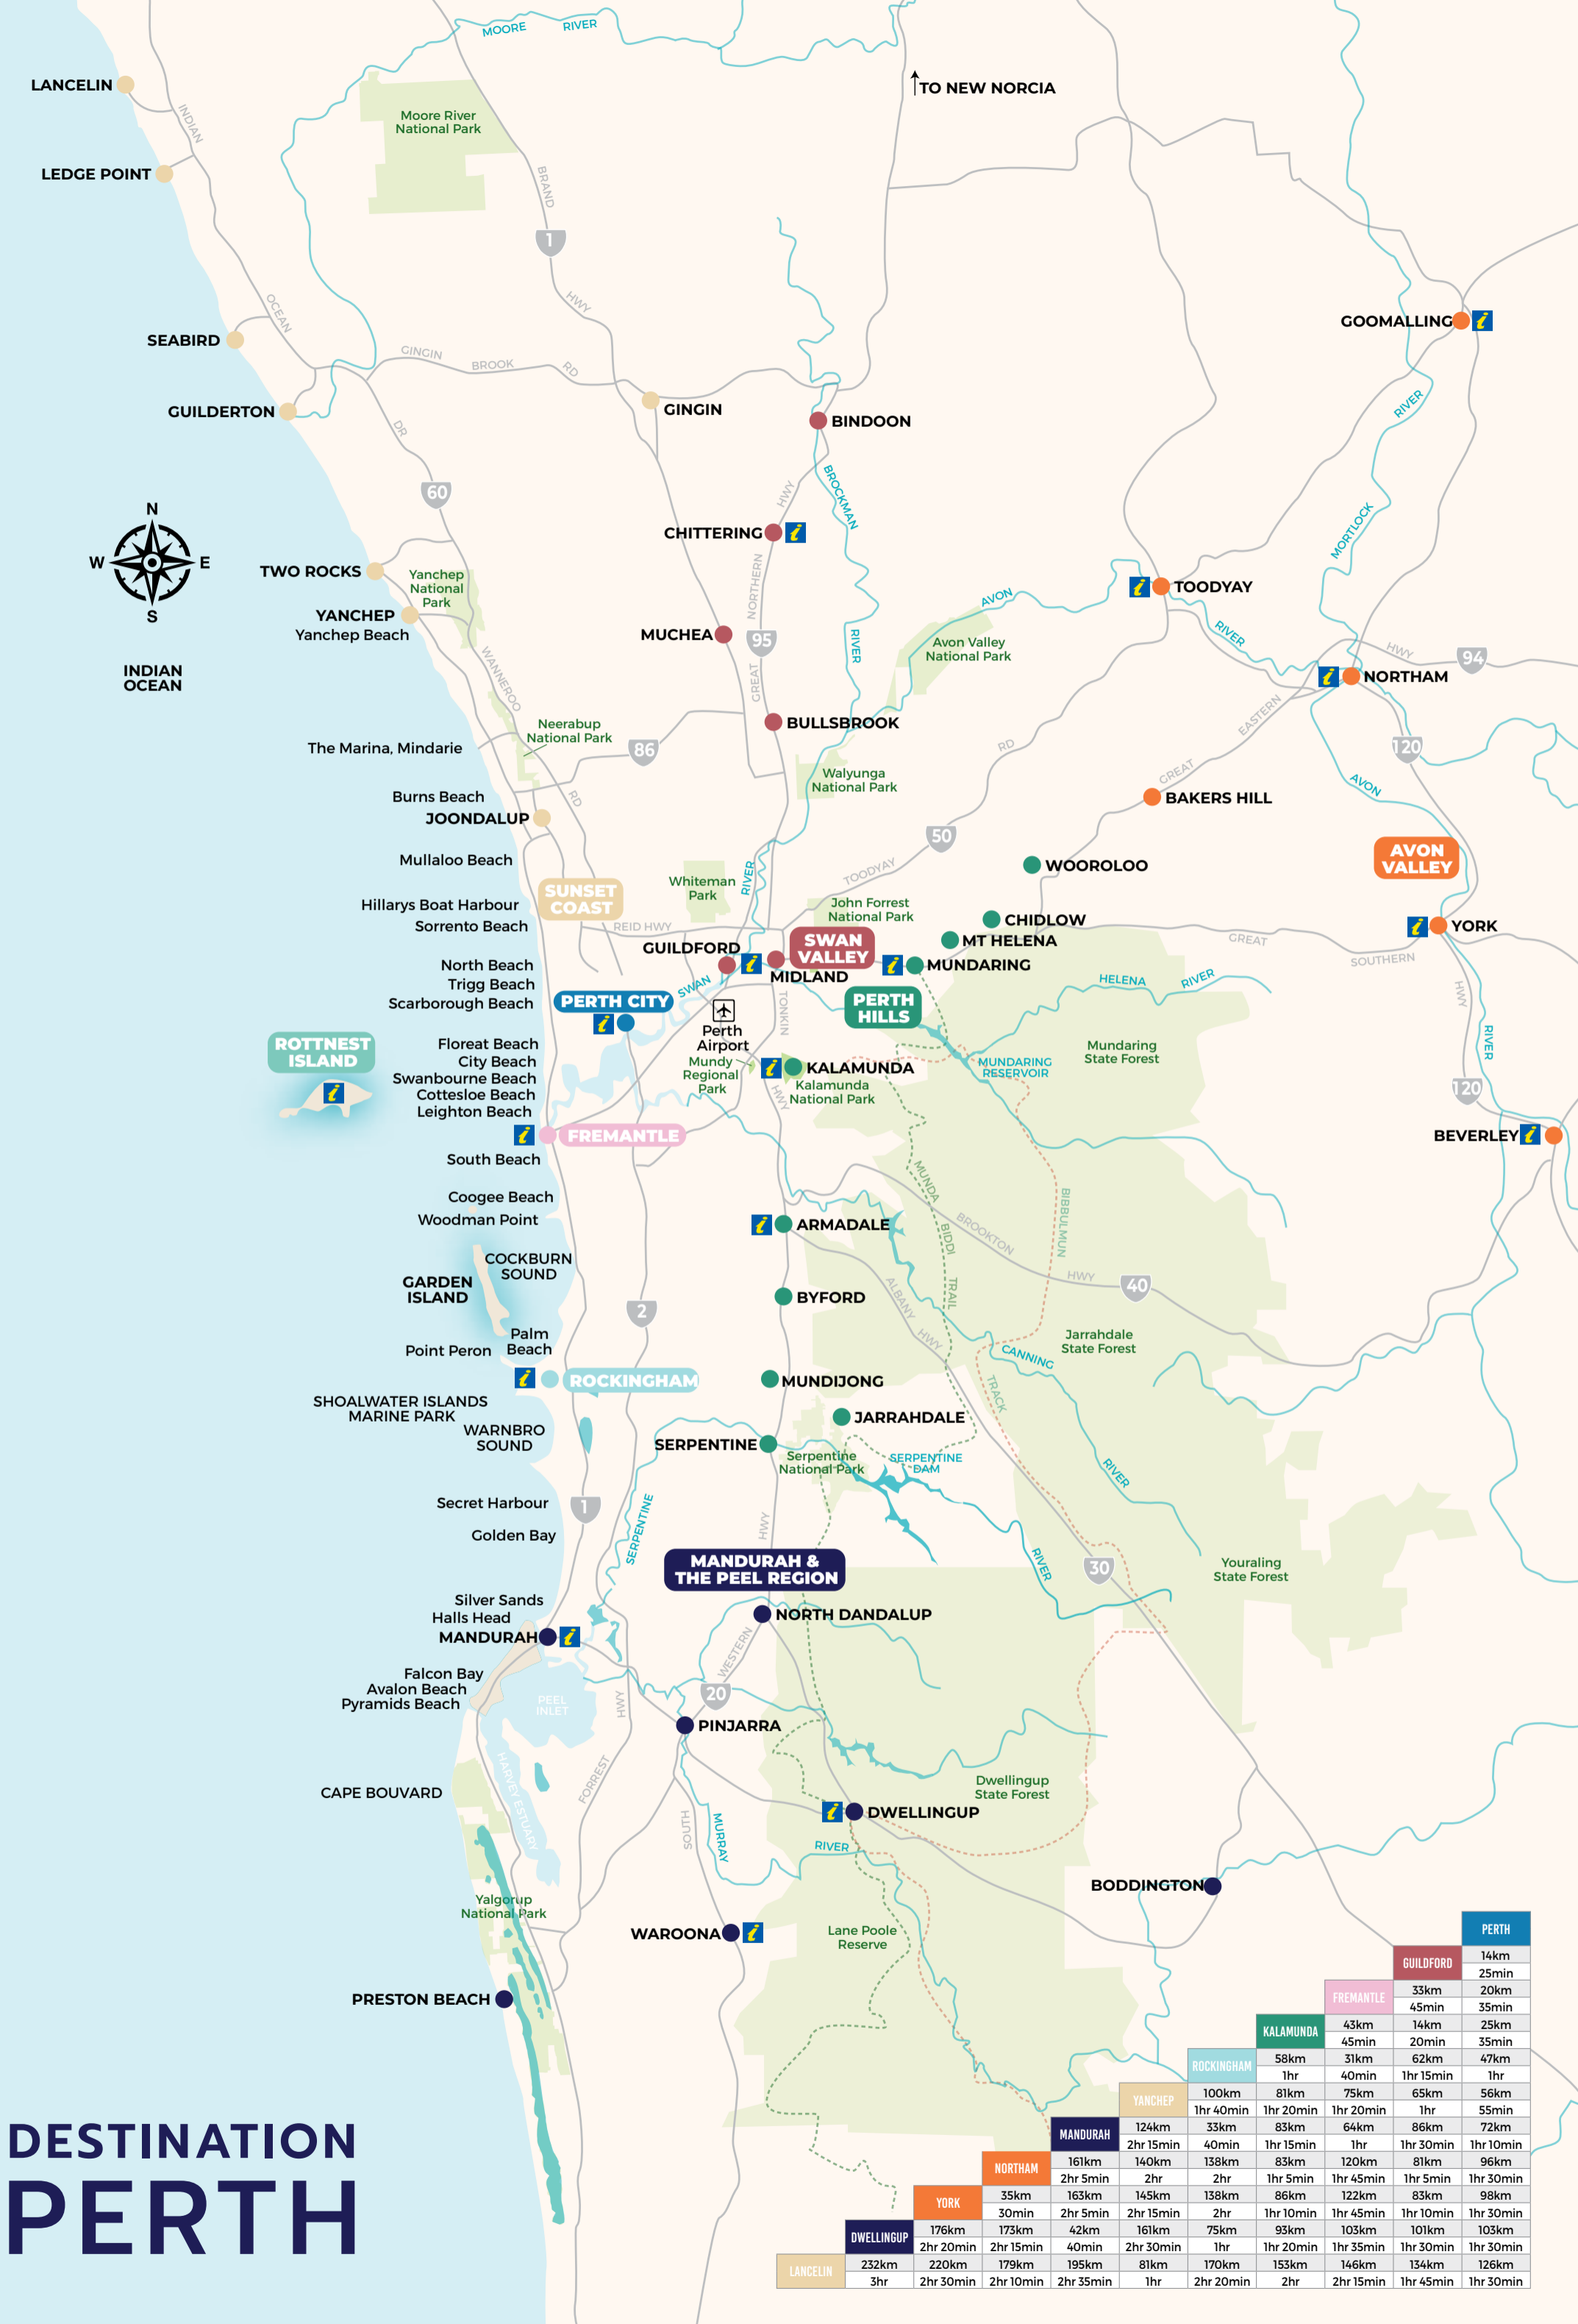 MOORE RIVER
LANCELIN
TO NEW NORCIA
Moore River
National Park
INDIAN
LEDGE POINT
BRAND
1
HWY
OCEAN
GOOMALLING
i
SEABIRD
GINGIN BROOK RD
GUILDERTON
GINGIN
BINDOON
RIVER
DR
60
HWY
BROCKMAN
N
W E
S
CHITTERING
i
MORTLOCK
TWO ROCKS
Yanchep
National
Park
NORTHERN
i
TOODYAY
AVON
YANCHEP
Yanchep Beach
MUCHEA
95
RIVER
RIVER
Avon Valley
National Park
HWY
94
INDIAN
OCEAN
WANNEROO
GREAT
i
NORTHAM
EASTERN
BULLSBROOK
Neerabup
National Park
The Marina, Mindarie
86
RD
120
Walyunga
National Park
GREAT
AVON
Burns Beach
RD
BAKERS HILL
JOONDALUP
50
AVON
VALLEY
Mullaloo Beach
TOODYAY
WOOROLOO
RIVER
Whiteman
Park
SUNSET
COAST
Hillarys Boat Harbour
John Forrest
National Park
CHIDLOW
Sorrento Beach
REID HWY
i
YORK
MT HELENA
GREAT
SOUTHERN
GUILDFORD
SWAN
VALLEY
North Beach
i
MIDLAND
i
MUNDARING
Trigg Beach
SWAN
HELENA RIVER
HWY
Scarborough Beach
PERTH CITY
i
TONKIN
PERTH
HILLS
Perth
Airport
ROTTNEST
ISLAND
i
Floreat Beach
City Beach
Swanbourne Beach
Cottesloe Beach
Leighton Beach
Mundy
Regional
Park
i
KALAMUNDA
Kalamunda
National Park
HWY
MUNDARING
RESERVOIR
Mundaring
State Forest
RIVER
120
i
FREMANTLE
BEVERLEY
i
South Beach
MUNDA
BIDDI
TRAIL
BIBBULMUN
TRACK
Coogee Beach
Woodman Point
i
ARMADALE
BROOKTON
HWY
40
COCKBURN
SOUND
GARDEN
ISLAND
BYFORD
ALBANY
HWY
2
Palm
Beach
Point Peron
Jarrahdale
State Forest
CANNING
RIVER
i
ROCKINGHAM
MUNDIJONG
SHOALWATER ISLANDS
MARINE PARK
JARRAHDALE
WARNBRO
SOUND
SERPENTINE
Serpentine
National Park
SERPENTINE
DAM
Secret Harbour
1
SERPENTINE
HWY
RIVER
Golden Bay
MANDURAH &
THE PEEL REGION
30
Youraling
State Forest
Silver Sands
Halls Head
MANDURAH
i
NORTH DANDALUP
WESTERN
Falcon Bay
Avalon Beach
Pyramids Beach
PEEL
INLET
HWY
20
PINJARRA
HARVEY ESTUARY
FORREST
CAPE BOUVARD
Dwellingup
State Forest
i
DWELLINGUP
SOUTH
MURRAY
RIVER
BODDINGTON
Yalgorup
National Park
WAROONA
i
Lane Poole
Reserve
PRESTON BEACH
DESTINATION
PERTH
PERTH
GUILDFORD 14km
25min
FREMANTLE 33km 20km
45min 35min
KALAMUNDA 43km 14km 25km
45min 20min 35min
ROCKINGHAM 58km 31km 62km 47km
1hr 40min 1hr 15min 1hr
YANCHEP 100km 81km 75km 65km 56km
1hr 40min 1hr 20min 1hr 20min 1hr 55min
MANDURAH 124km 33km 83km 64km 86km 72km
2hr 15min 40min 1hr 15min 1hr 1hr 30min 1hr 10min
NORTHAM 161km 140km 138km 83km 120km 81km 96km
2hr 5min 2hr 2hr 1hr 5min 1hr 45min 1hr 5min 1hr 30min
YORK 35km 163km 145km 138km 86km 122km 83km 98km
30min 2hr 5min 2hr 15min 2hr 1hr 10min 1hr 45min 1hr 10min 1hr 30min
DWELLINGUP 176km 173km 42km 161km 75km 93km 103km 101km 103km
2hr 20min 2hr 15min 40min 2hr 30min 1hr 1hr 20min 1hr 35min 1hr 30min 1hr 30min
LANCELIN 232km 220km 179km 195km 81km 170km 153km 146km 134km 126km
3hr 2hr 30min 2hr 10min 2hr 35min 1hr 2hr 20min 2hr 2hr 15min 1hr 45min 1hr 30min